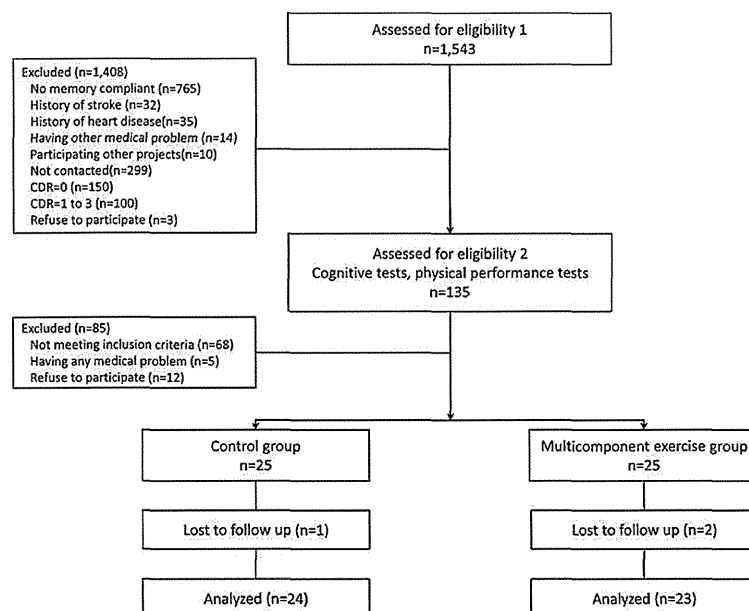 Assessed for eligibility 1
n=1,543
Excluded (n=1,408)
No memory compliant (n=765)
History of stroke (n=32)
History of heart disease(n=35)
Having other medical problem (n=14)
Participating other projects(n=10)
Not contacted(n=299)
CDR=0 (n=150)
CDR=1 to 3 (n=100)
Refuse to participate (n=3)
Assessed for eligibility 2
Cognitive tests, physical performance tests
n=135
Excluded (n=85)
Not meeting inclusion criteria (n=68)
Having any medical problem (n=5)
Refuse to participate (n=12)
Control group
n=25
Multicomponent exercise group
n=25
Lost to follow up (n=1)
Lost to follow up (n=2)
Analyzed (n=24)
Analyzed (n=23)